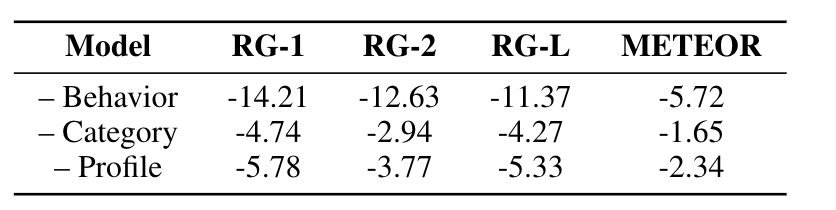 Model RG-1 RG-2 RG-L METEOR
– Behavior -14.21 -12.63 -11.37 -5.72
– Category -4.74 -2.94 -4.27 -1.65
– Profile -5.78 -3.77 -5.33 -2.34